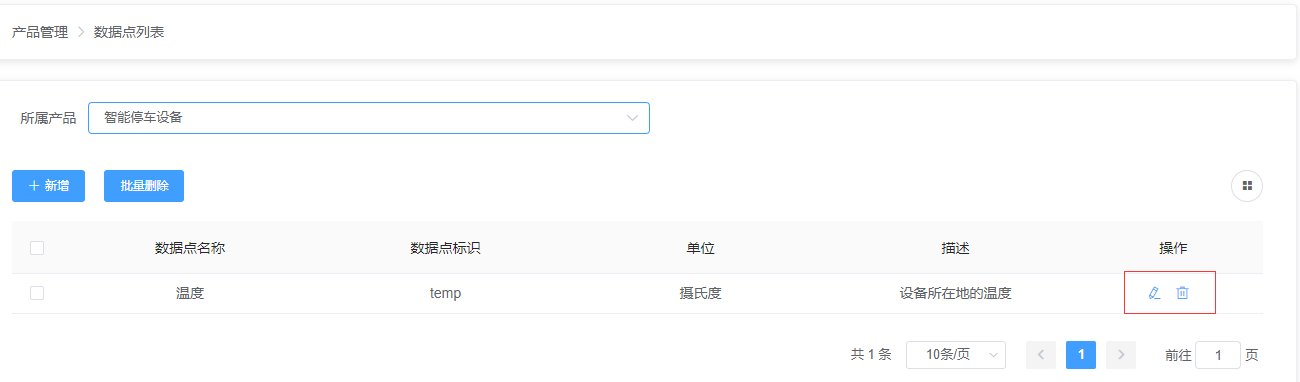 产品管理 > 数据点列表
所属产品 智能停车设备
+ 新增 批量删除
数据点名称 数据点标识 单位 描述 操作
温度 temp 摄氏度 设备所在地的温度
共 1 条 10条/页 1 前往 1 页